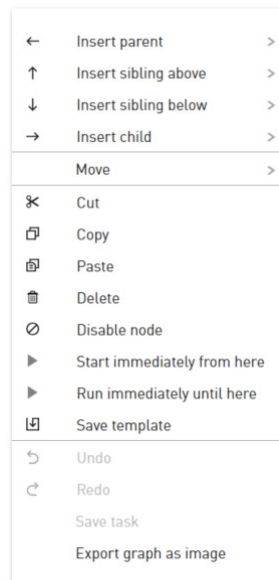 Insert parent
Insert sibling above
Insert sibling below
Insert child
Move
Cut
Copy
Paste
Delete
Disable node
Start immediately from here
Run immediately until here
Save template
Undo
Redo
Save task
Export graph as image